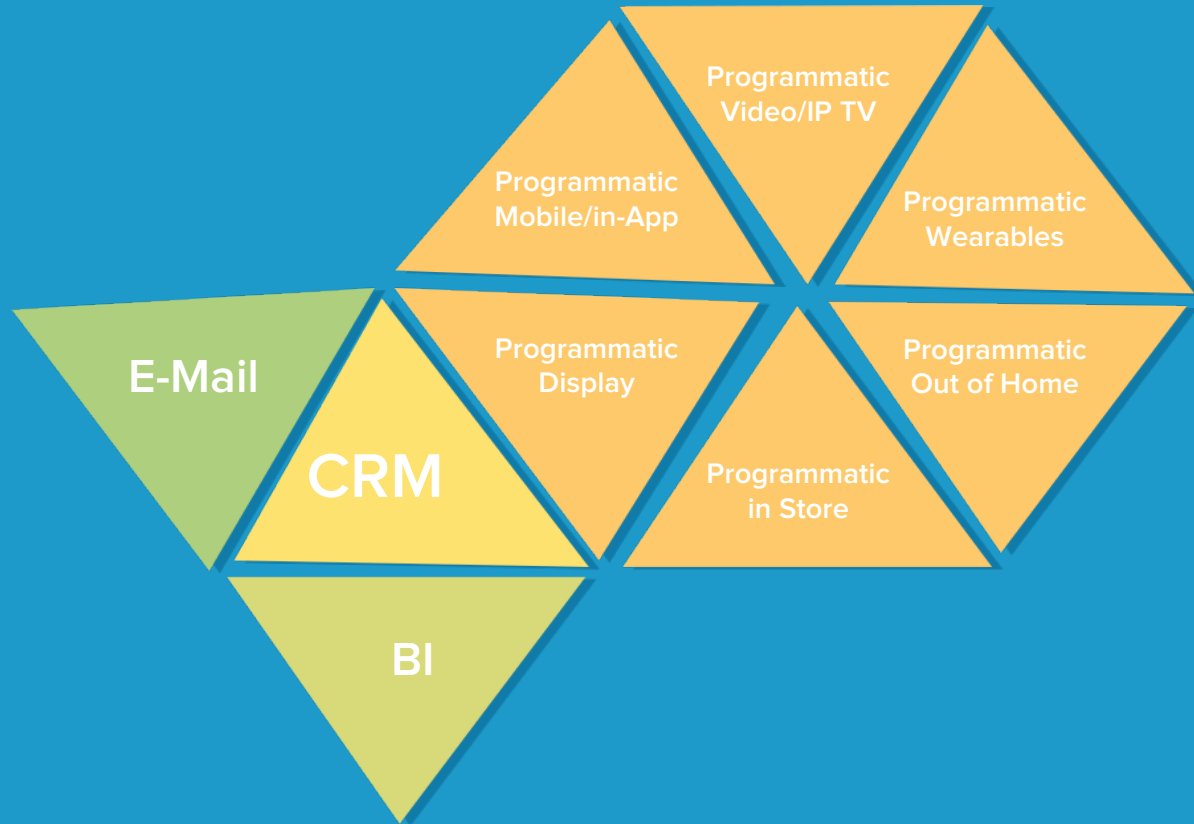 Programmatic
Video/IP TV
Programmatic
Mobile/in-App
Programmatic
Wearables
E-Mail
Programmatic
Display
Programmatic
Out of Home
CRM
Programmatic
in Store
BI